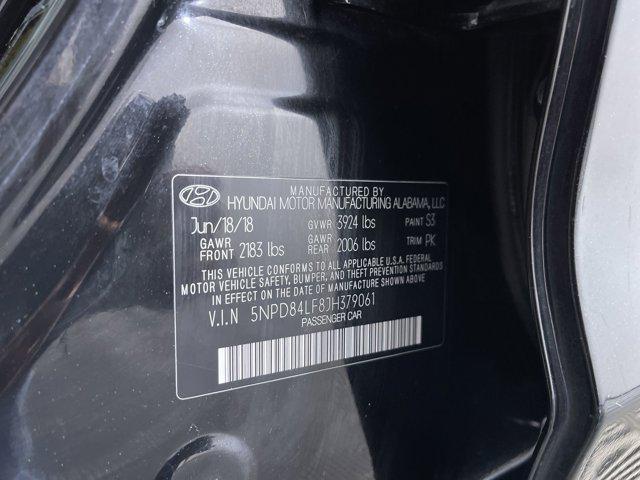 MANUFACTURED BY
HYUNDAI MOTOR MANUFACTURING ALABAMA, LLC
Jun/18/18 GVWR 3924 lbs PAINT S3
GAWR FRONT 2183 lbs GAWR REAR 2006 lbs TRIM PK
THIS VEHICLE CONFORMS TO ALL APPLICABLE U.S.A. FEDERAL
MOTOR VEHICLE SAFETY, BUMPER, AND THEFT PREVENTION STANDARDS
IN EFFECT ON THE DATE OF MANUFACTURE SHOWN ABOVE
V.I.N 5NPD84LF8JH379061
PASSENGER CAR